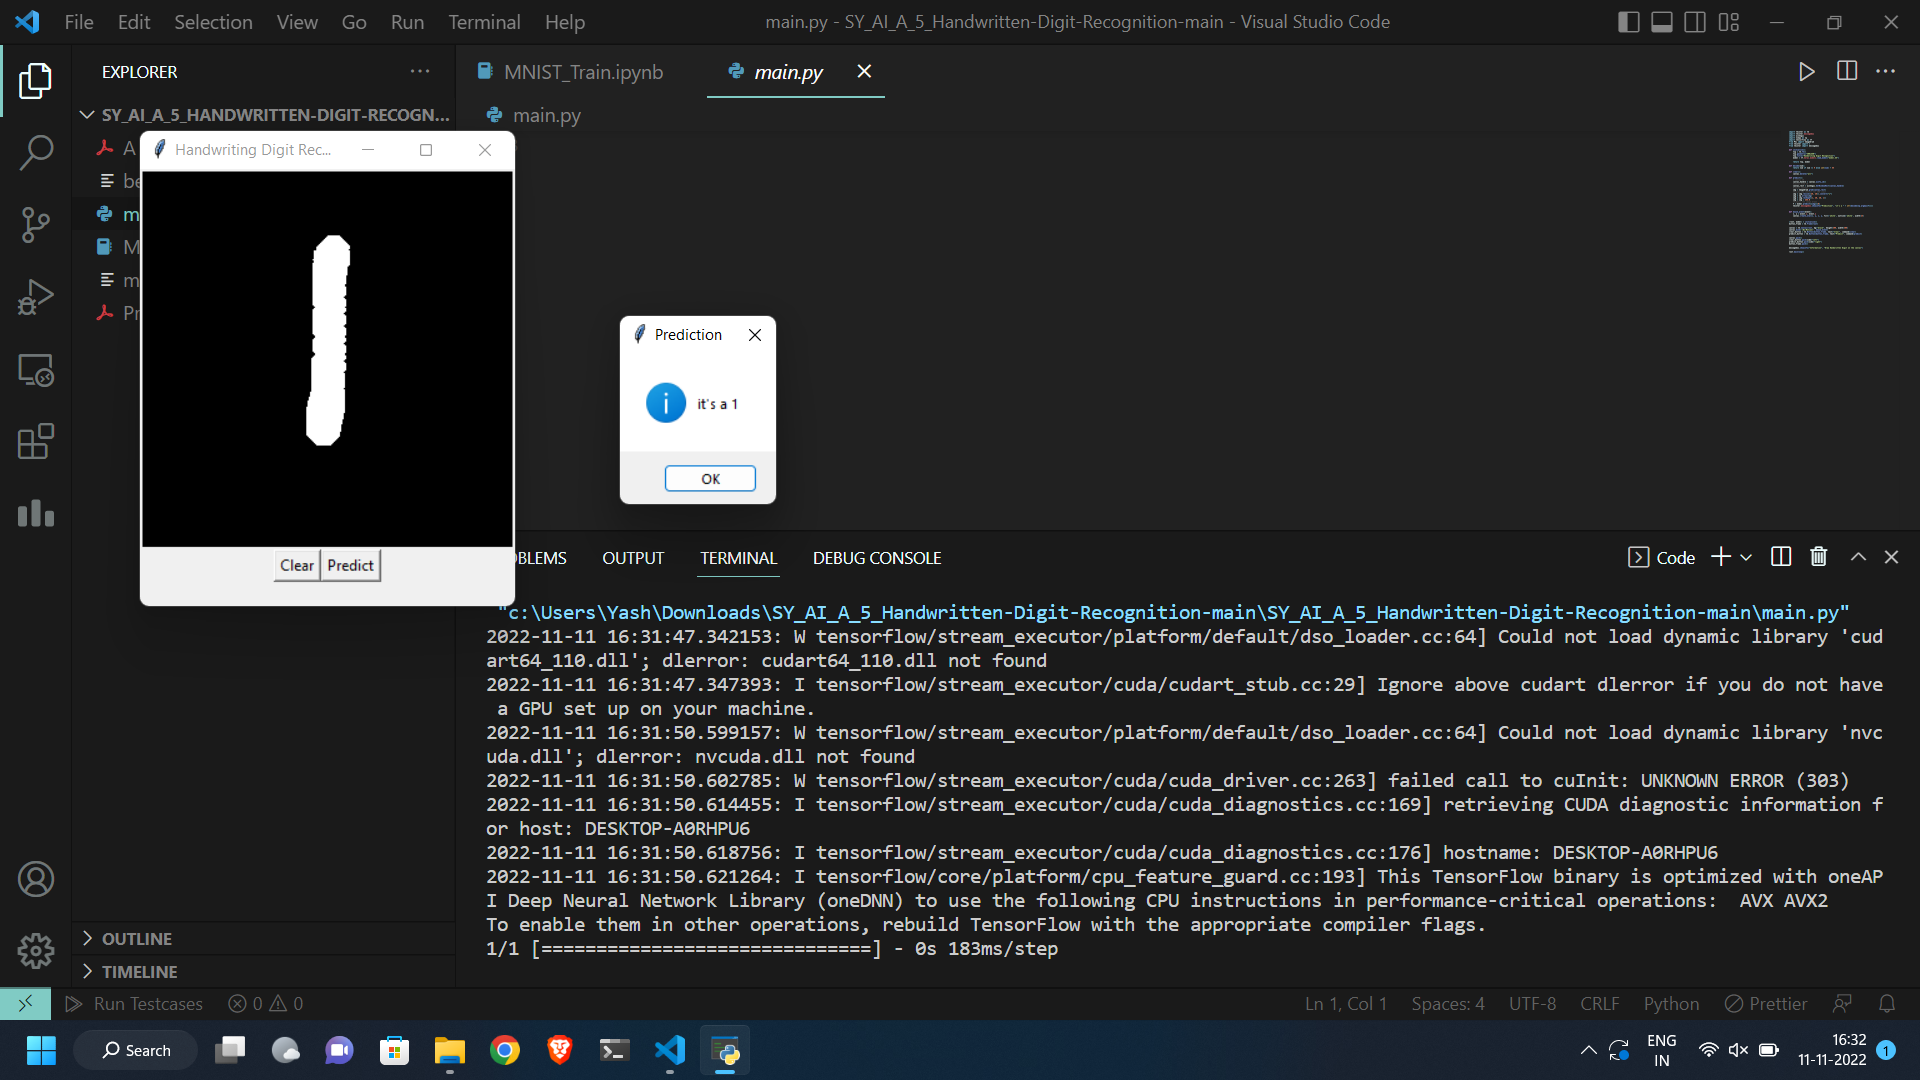 File Edit Selection View Go Run Terminal Help
main.py - SY_AI_A_5_Handwritten-Digit-Recognition-main - Visual Studio Code
EXPLORER
MNIST_Train.ipynb
main.py
SY_AI_A_5_HANDWRITTEN-DIGIT-RECOGN...
main.py
A
be
m
M
m
Pr
Handwriting Digit Rec...
Clear Predict
Prediction
it's a 1
OK
OUTPUT TERMINAL DEBUG CONSOLE
Code
"c:\Users\Yash\Downloads\SY_AI_A_5_Handwritten-Digit-Recognition-main\SY_AI_A_5_Handwritten-Digit-Recognition-main\main.py"
2022-11-11 16:31:47.342153: W tensorflow/stream_executor/platform/default/dso_loader.cc:64] Could not load dynamic library 'cud
art64_110.dll'; dlerror: cudart64_110.dll not found
2022-11-11 16:31:47.347393: I tensorflow/stream_executor/cuda/cudart_stub.cc:29] Ignore above cudart dlerror if you do not have
a GPU set up on your machine.
2022-11-11 16:31:50.599157: W tensorflow/stream_executor/platform/default/dso_loader.cc:64] Could not load dynamic library 'nvc
uda.dll'; dlerror: nvcuda.dll not found
2022-11-11 16:31:50.602785: W tensorflow/stream_executor/cuda/cuda_driver.cc:263] failed call to cuInit: UNKNOWN ERROR (303)
2022-11-11 16:31:50.614455: I tensorflow/stream_executor/cuda/cuda_diagnostics.cc:169] retrieving CUDA diagnostic information f
or host: DESKTOP-A0RHPU6
2022-11-11 16:31:50.618756: I tensorflow/stream_executor/cuda/cuda_diagnostics.cc:176] hostname: DESKTOP-A0RHPU6
2022-11-11 16:31:50.621264: I tensorflow/core/platform/cpu_feature_guard.cc:193] This TensorFlow binary is optimized with oneAP
I Deep Neural Network Library (oneDNN) to use the following CPU instructions in performance-critical operations:  AVX AVX2
To enable them in other operations, rebuild TensorFlow with the appropriate compiler flags.
1/1 [==============================] - 0s 183ms/step
OUTLINE
TIMELINE
Run Testcases 0 0
Ln 1, Col 1 Spaces: 4 UTF-8 CRLF Python Prettier
Search
ENG
IN
16:32
11-11-2022
1